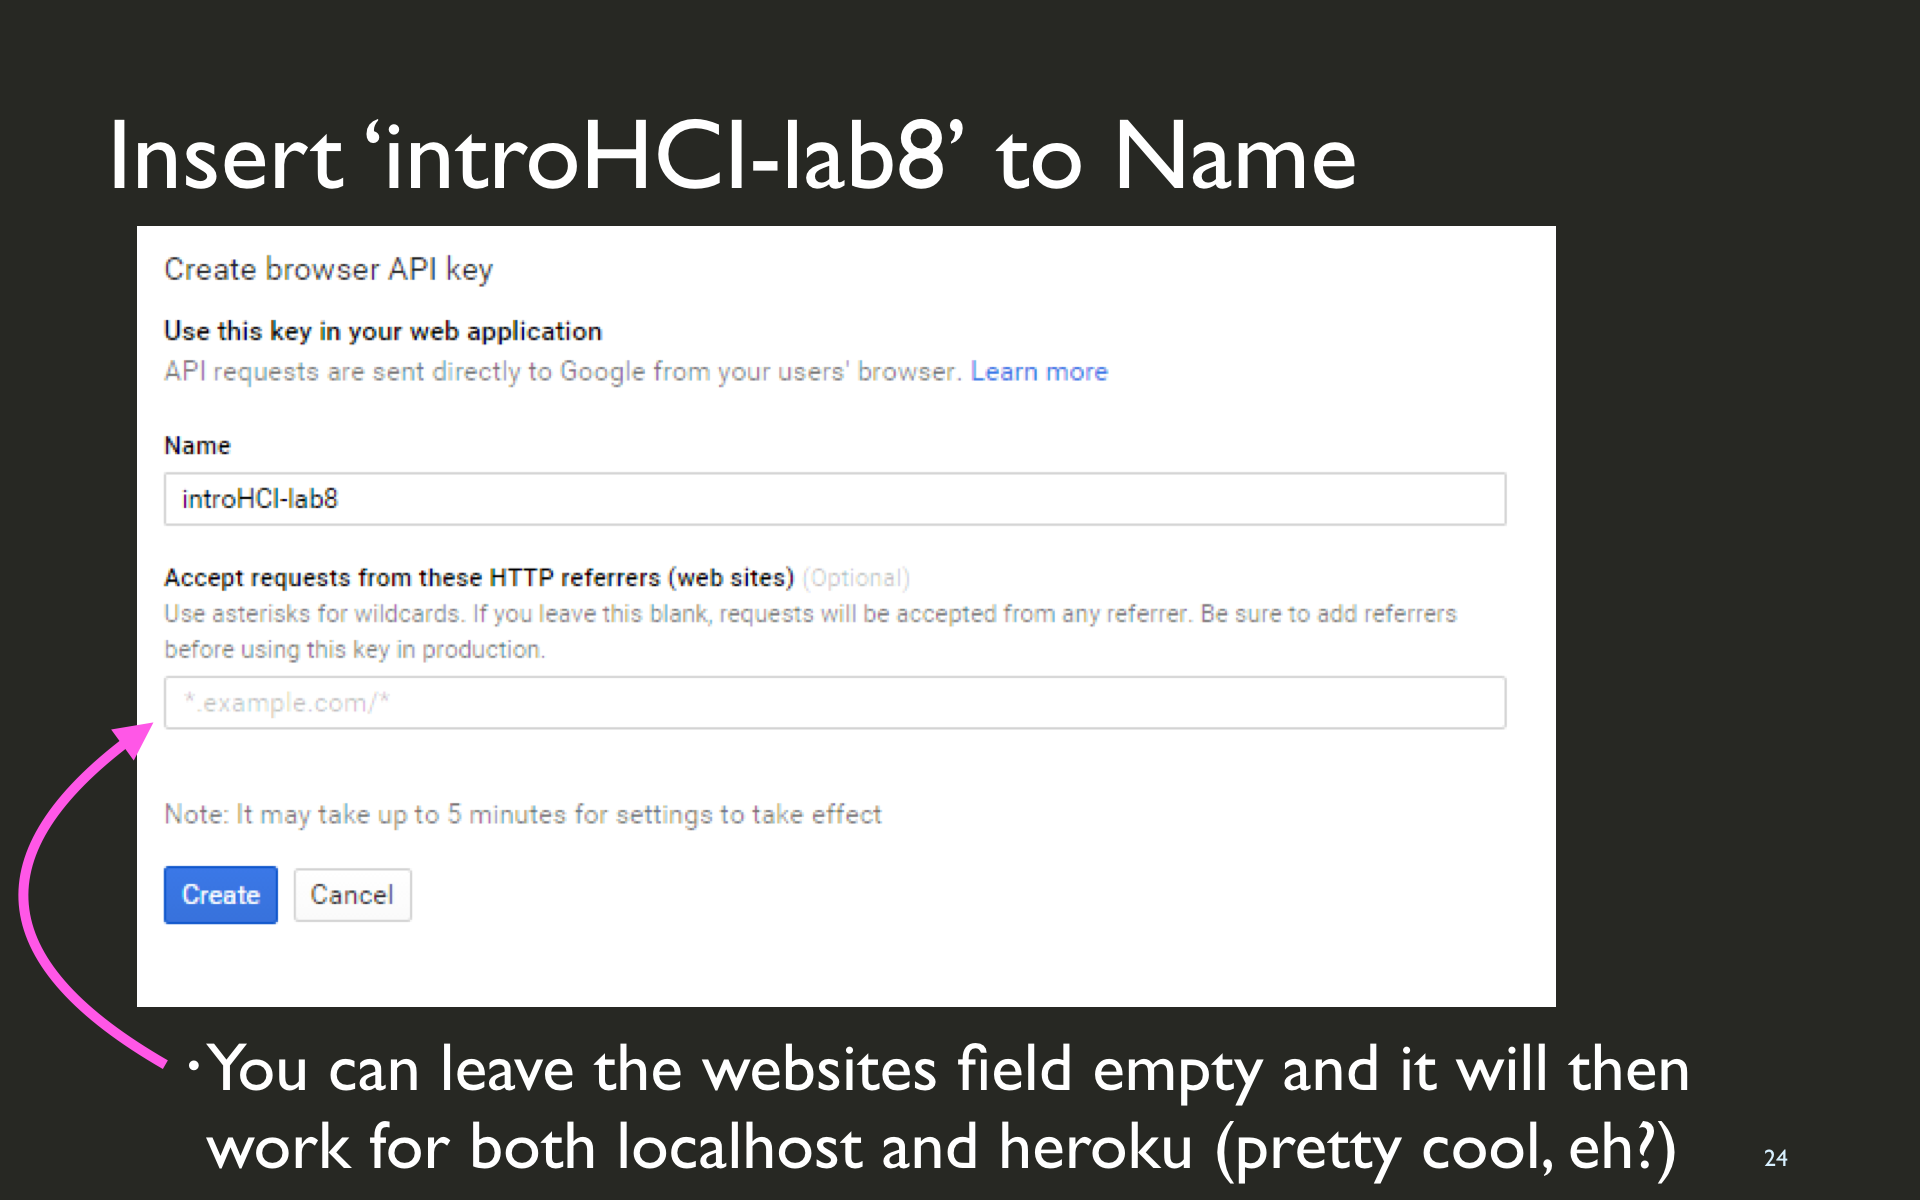 Insert ‘introHCI-lab8’ to Name
Create browser API key
Use this key in your web application
API requests are sent directly to Google from your users' browser. Learn more
Name
introHCI-lab8
Accept requests from these HTTP referrers (web sites) (Optional)
Use asterisks for wildcards. If you leave this blank, requests will be accepted from any referrer. Be sure to add referrers
before using this key in production.
*.example.com/*
Note: It may take up to 5 minutes for settings to take effect
Create Cancel
• You can leave the websites field empty and it will then
work for both localhost and heroku (pretty cool, eh?)
24